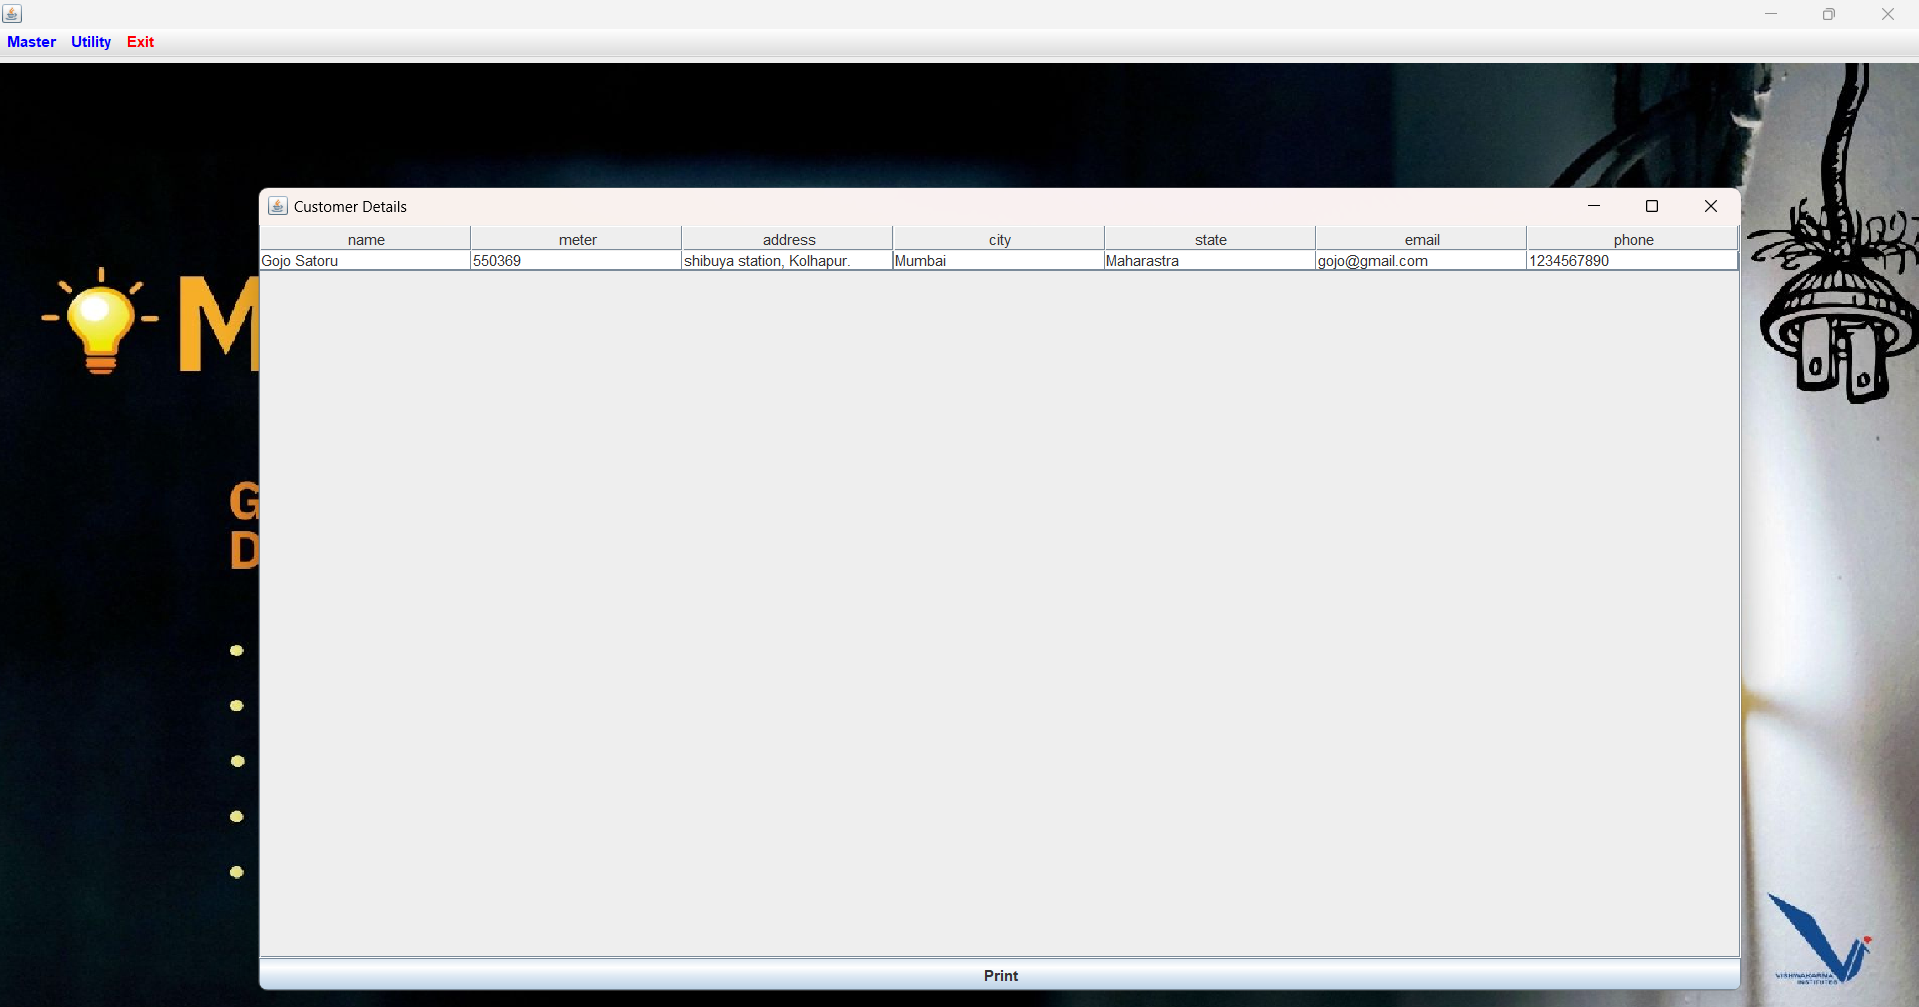 Master Utility Exit
Customer Details
name meter address city state email phone
Gojo Satoru 550369 shibuya station, Kolhapur. Mumbai Maharastra gojo@gmail.com 1234567890
M
G
D
Print